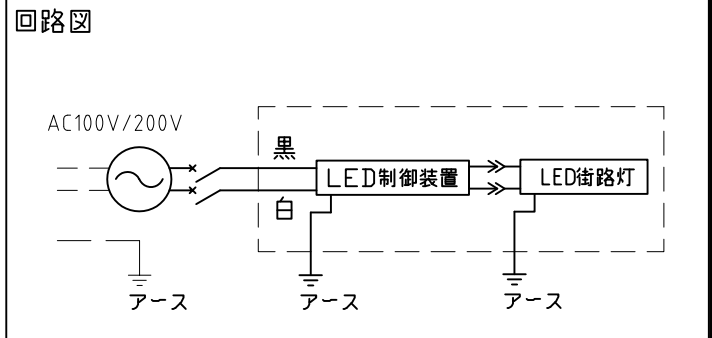 回路図
AC100V/200V
黒
LED制御装置
LED街路灯
白
アース
アース
アース